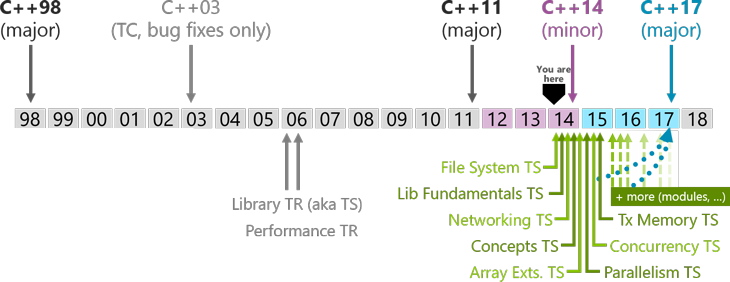 C++98 C++03 C++11 C++14 C++17
(major) (TC, bug fixes only) (major) (minor) (major)
You are
here
98 99 00 01 02 03 04 05 06 07 08 09 10 11 12 13 14 15 16 17 18
File System TS
Lib Fundamentals TS + more (modules, ...)
Library TR (aka TS) Networking TS Tx Memory TS
Performance TR Concepts TS Concurrency TS
Array Exts. TS Parallelism TS